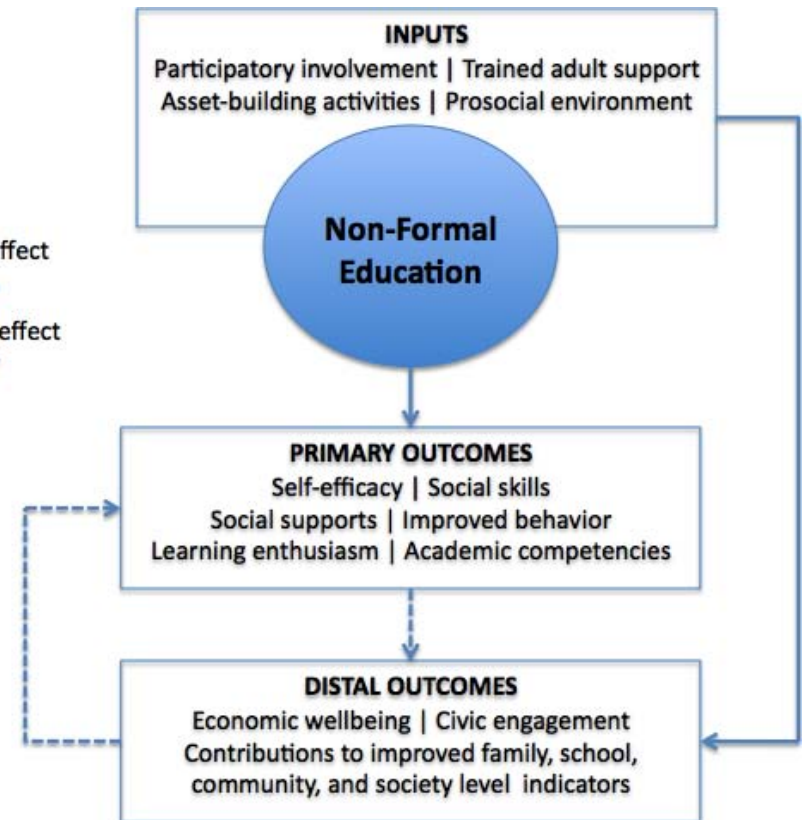 INPUTS
Participatory involvement | Trained adult support
Asset-building activities | Prosocial environment
Non-Formal
Education
effect
PRIMARY OUTCOMES
Self-efficacy | Social skills
Social supports | Improved behavior
Learning enthusiasm | Academic competencies
DISTAL OUTCOMES
Economic wellbeing | Civic engagement
Contributions to improved family, school,
community, and society level indicators